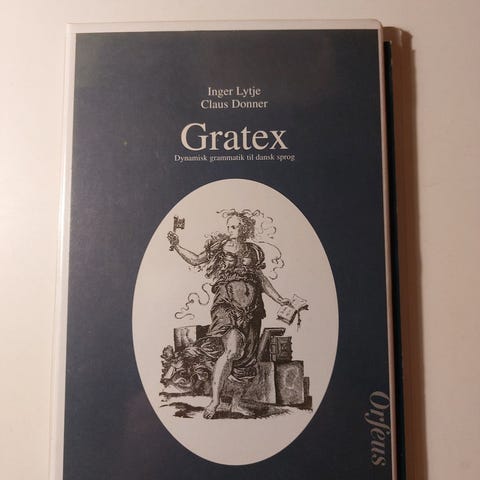 Inger Lytje
Claus Donner
Gratex
Dynamisk grammatik til dansk sprog
Orfeus